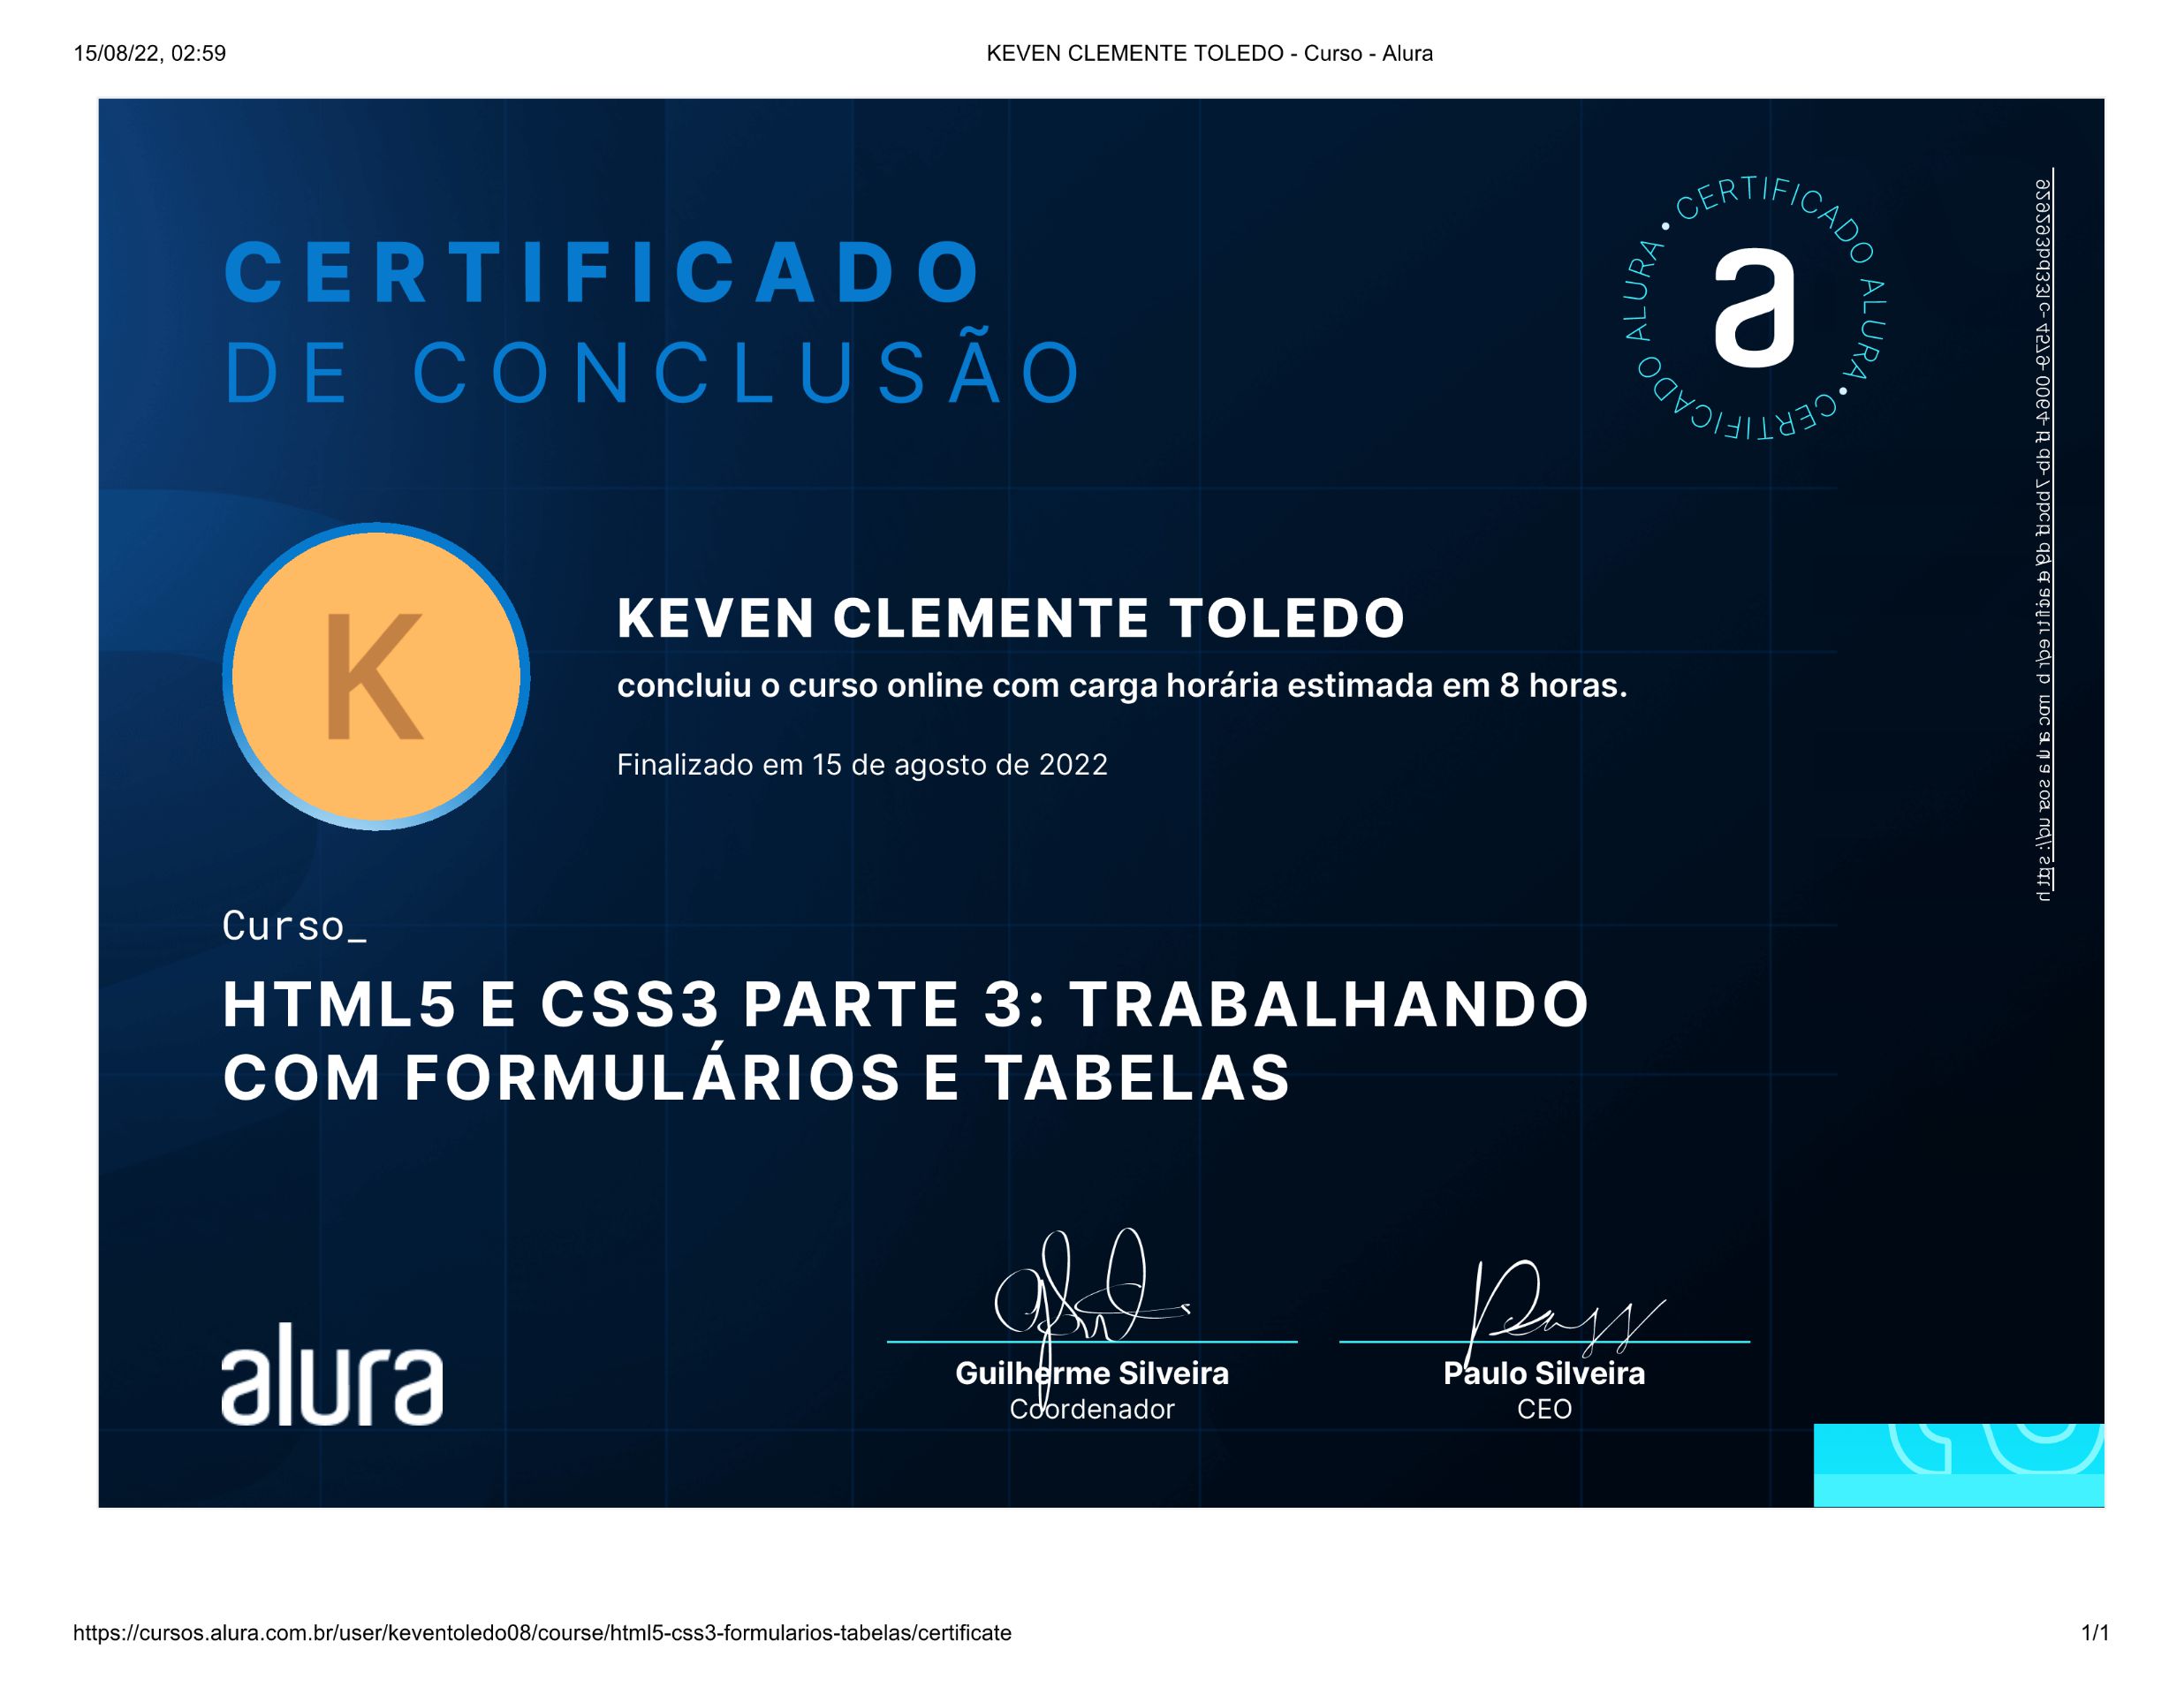 15/08/22, 02:59
KEVEN CLEMENTE TOLEDO - Curso - Alura
CERTIFICADO
DE CONCLUSÃO
• CERTIFICADO ALURA • CERTIFICADO ALURA
a
K
KEVEN CLEMENTE TOLEDO
concluiu o curso online com carga horária estimada em 8 horas.
Finalizado em 15 de agosto de 2022
Curso_
HTML5 E CSS3 PARTE 3: TRABALHANDO
COM FORMULÁRIOS E TABELAS
alura
Guilherme Silveira
Coordenador
Paulo Silveira
CEO
https://cursos.alura.com.br/user/keventoledo08/course/html5-css3-formularios-tabelas/certificate
1/1